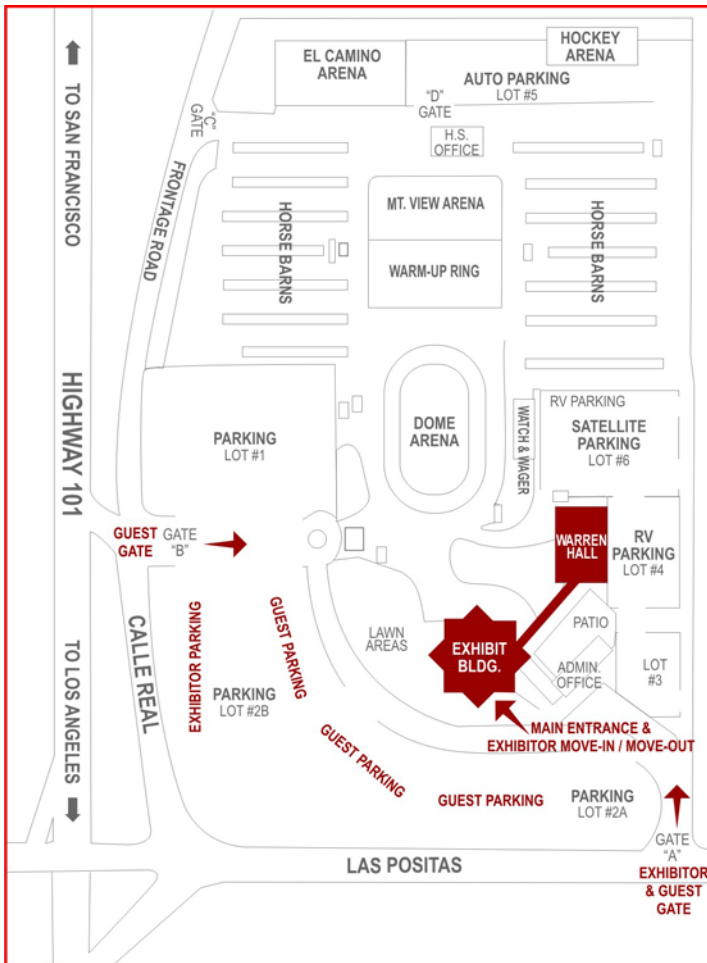 HOCKEY
ARENA
EL CAMINO
ARENA
AUTO PARKING
LOT #5
"D"
GATE
"C"
GATE
H.S.
OFFICE
TO SAN FRANCISCO
FRONTAGE ROAD
HORSE BARNS
MT. VIEW ARENA
WARM-UP RING
HORSE BARNS
HIGHWAY 101
PARKING
LOT #1
DOME
ARENA
WATCH & WAGER
RV PARKING
SATELLITE
PARKING
LOT #6
GUEST
GATE
GATE
"B"
WARREN
HALL
RV
PARKING
LOT #4
CALLE REAL
EXHIBITOR PARKING
GUEST PARKING
LAWN
AREAS
EXHIBIT
BLDG.
PATIO
ADMIN.
OFFICE
LOT
#3
TO LOS ANGELES
PARKING
LOT #2B
MAIN ENTRANCE &
EXHIBITOR MOVE-IN / MOVE-OUT
GUEST PARKING
GUEST PARKING
PARKING
LOT #2A
GATE
"A"
EXHIBITOR
& GUEST
GATE
LAS POSITAS